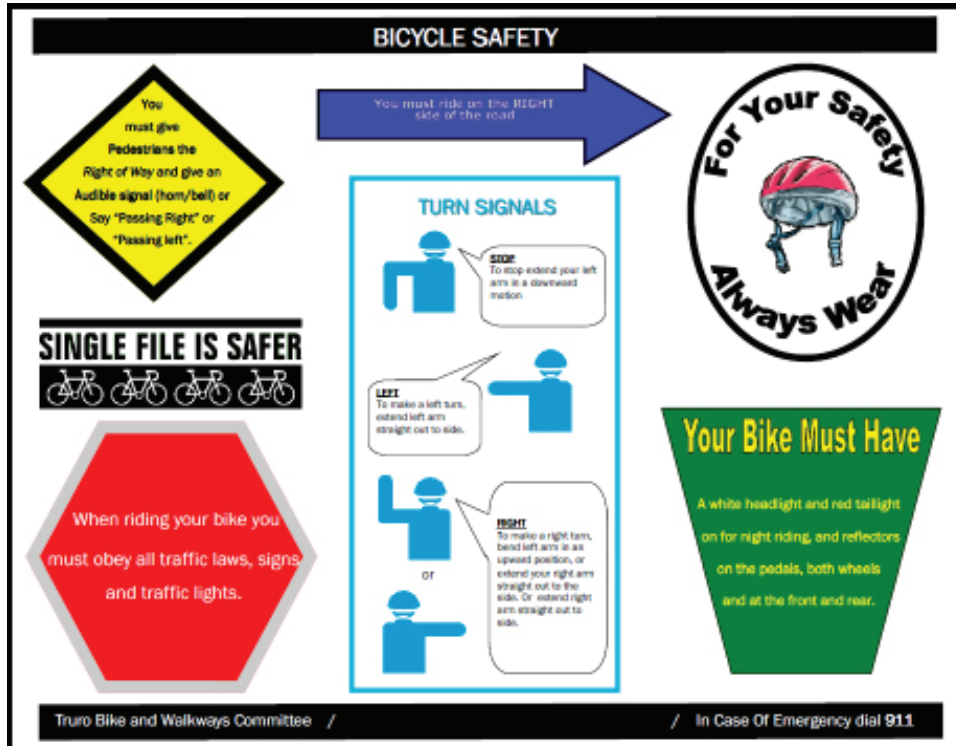 BICYCLE SAFETY
You
must give
Pedestrians the
Right of Way and give an
Audible signal (horn/bell) or
Say "Passing Right" or
"Passing left".
You must ride on the RIGHT
side of the road
For Your Safety
Always Wear
TURN SIGNALS
STOP
To stop extend your left
arm in a downward
motion
LEFT
To make a left turn,
extend left arm
straight out to side.
RIGHT
To make a right turn,
bend left arm in an
upward position, or
extend your right arm
straight out to the
side. Or extend right
arm straight out to
side.
or
SINGLE FILE IS SAFER
When riding your bike you
must obey all traffic laws, signs
and traffic lights.
Your Bike Must Have
A white headlight and red taillight
on for night riding, and reflectors
on the pedals, both wheels
and at the front and rear.
Truro Bike and Walkways Committee /
/ In Case Of Emergency dial 911